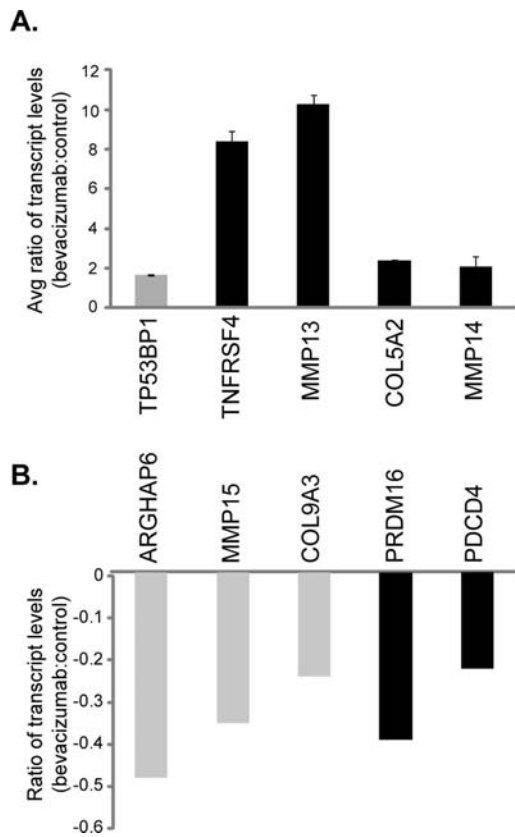 A.
Avg ratio of transcript levels
(bevacizumab:control)
12
10
8
6
4
2
0
TP53BP1
TNFRSF4
MMP13
COL5A2
MMP14
B.
ARGHAP6
MMP15
COL9A3
PRDM16
PDCD4
Ratio of transcript levels
(bevacizumab:control)
0
-0.1
-0.2
-0.3
-0.4
-0.5
-0.6